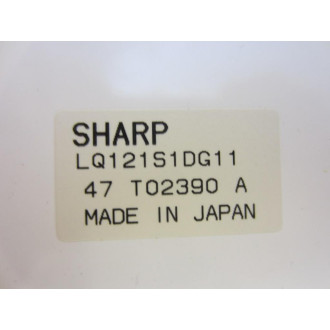 SHARP
LQ121S1DG11
47 T02390 A
MADE IN JAPAN